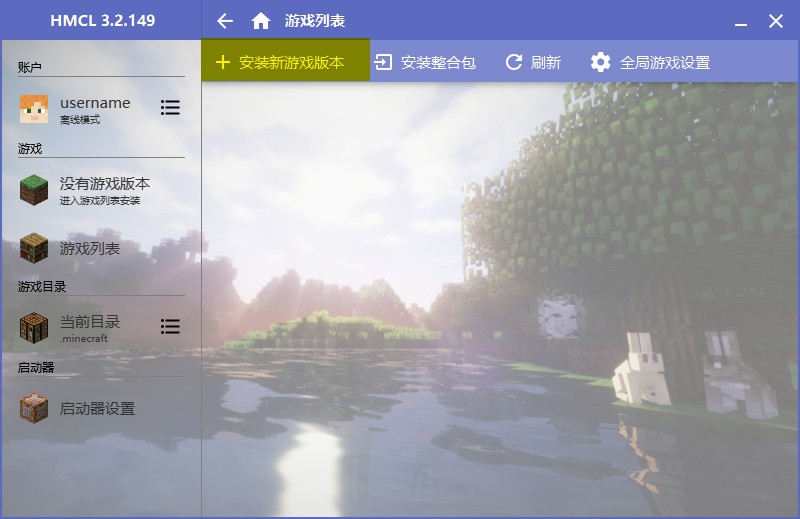 HMCL 3.2.149
游戏列表
安装新游戏版本
安装整合包
刷新
全局游戏设置
账户
username
离线模式
游戏
没有游戏版本
进入游戏列表安装
游戏列表
游戏目录
当前目录
.minecraft
启动器
启动器设置